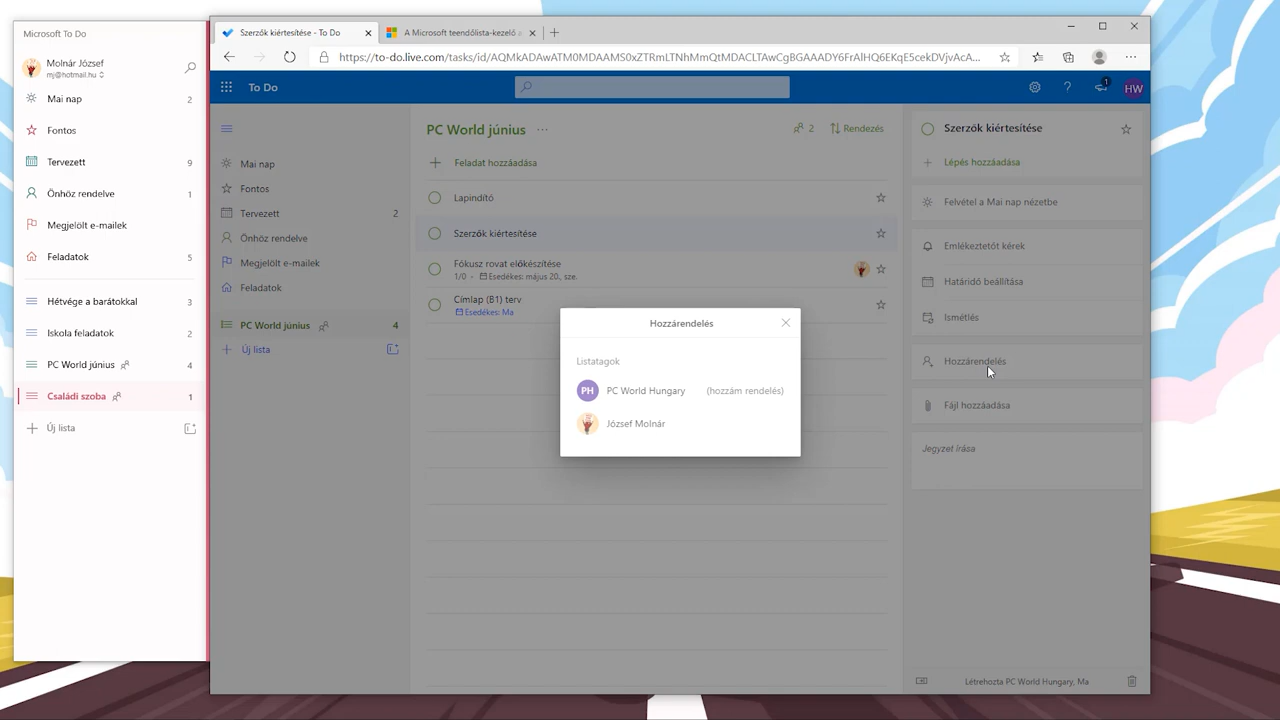 Microsoft To Do
Molnár József
mj@hotmail.hu
Mai nap 2
Fontos
Tervezett 9
Önhöz rendelve 1
Megjelölt e-mailek
Feladatok 5
Hétvége a barátokkal 3
Iskola feladatok 2
PC World június 4
Családi szoba 1
Új lista
Szerzők kiértesítése - To Do
A Microsoft teendőlista-kezelő a
https://to-do.live.com/tasks/id/AQMkADAwATM0MDAAMS0xZTRmLTNhMmQtMDACLTAwCgBGAAADY6FrAlHQ6EKqE5cekDVjvAcA...
To Do
1
HW
Mai nap
Fontos
Tervezett 2
Önhöz rendelve
Megjelölt e-mailek
Feladatok
PC World június 4
Új lista
PC World június ...
2 Rendezés
Feladat hozzáadása
Lapindító
Szerzők kiértesítése
Fókusz rovat előkészítése
1/0 • Esedékes: május 20., sze.
Címlap (B1) terv
Esedékes: Ma
Hozzárendelés
Listatagok
PH PC World Hungary (hozzám rendelés)
József Molnár
Szerzők kiértesítése
Lépés hozzáadása
Felvétel a Mai nap nézetbe
Emlékeztetőt kérek
Határidő beállítása
Ismétlés
Hozzárendelés
Fájl hozzáadása
Jegyzet írása
Létrehozta PC World Hungary, Ma